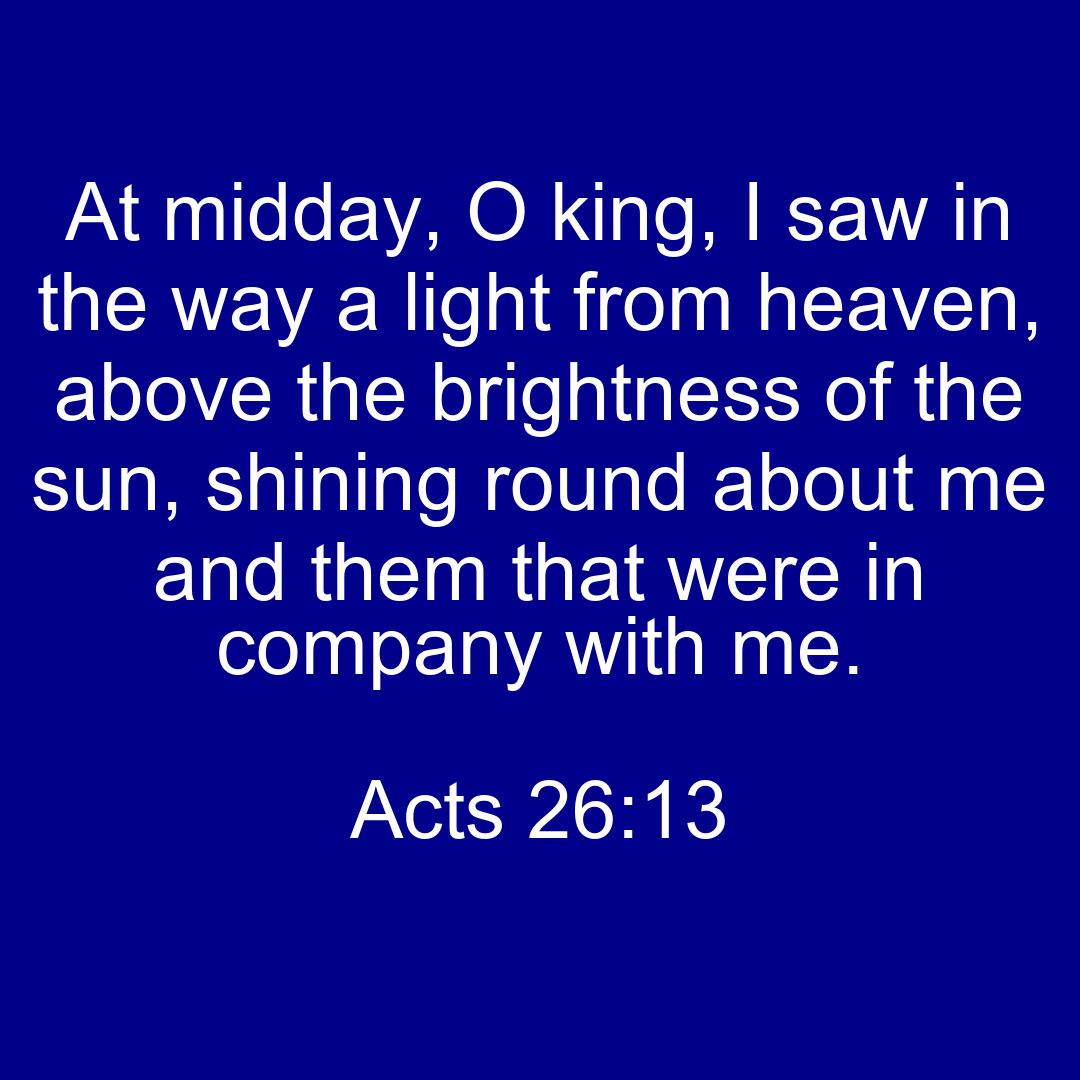 At midday, O king, I saw in
the way a light from heaven,
above the brightness of the
sun, shining round about me
and them that were in
company with me.
Acts 26:13